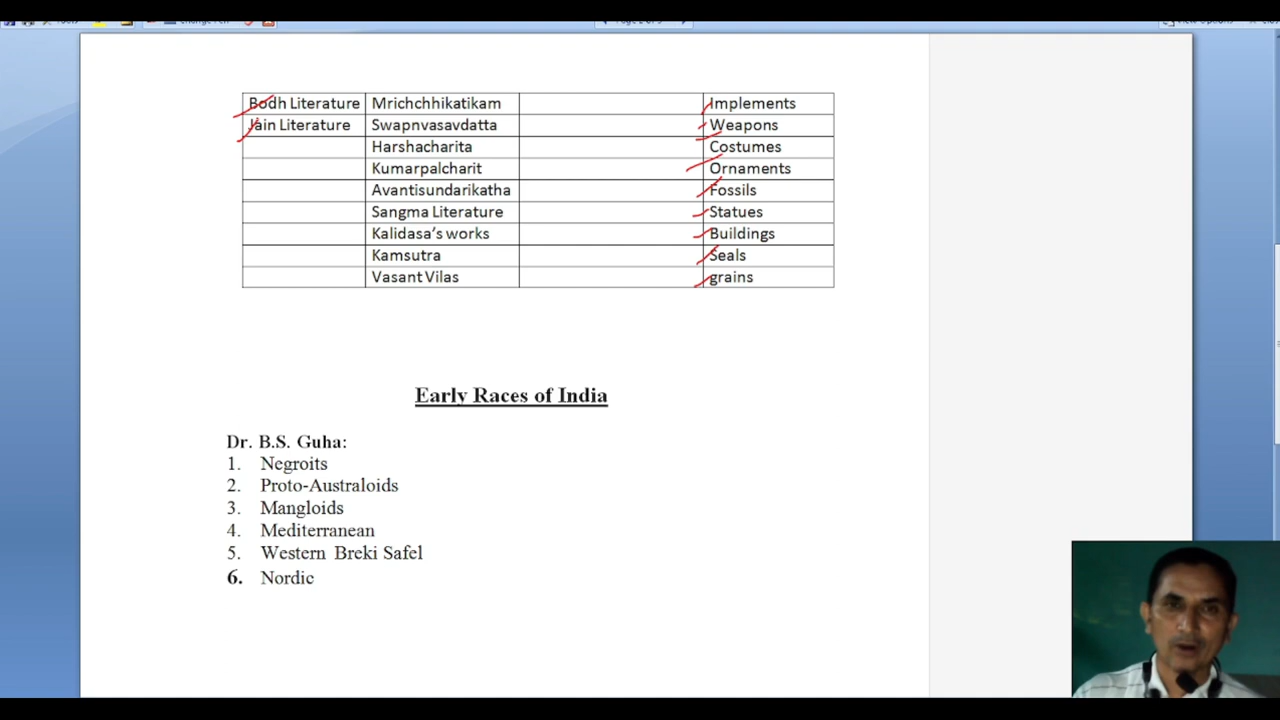 Bodh Literature Mrichchhikatikam Implements
Jain Literature Swapnvasavdatta Weapons
Harshacharita Costumes
Kumarpalcharit Ornaments
Avantisundarikatha Fossils
Sangma Literature Statues
Kalidasa's works Buildings
Kamsutra Seals
Vasant Vilas grains
Early Races of India
Dr. B.S. Guha:
1. Negroits
2. Proto-Australoids
3. Mangloids
4. Mediterranean
5. Western Breki Safel
6. Nordic